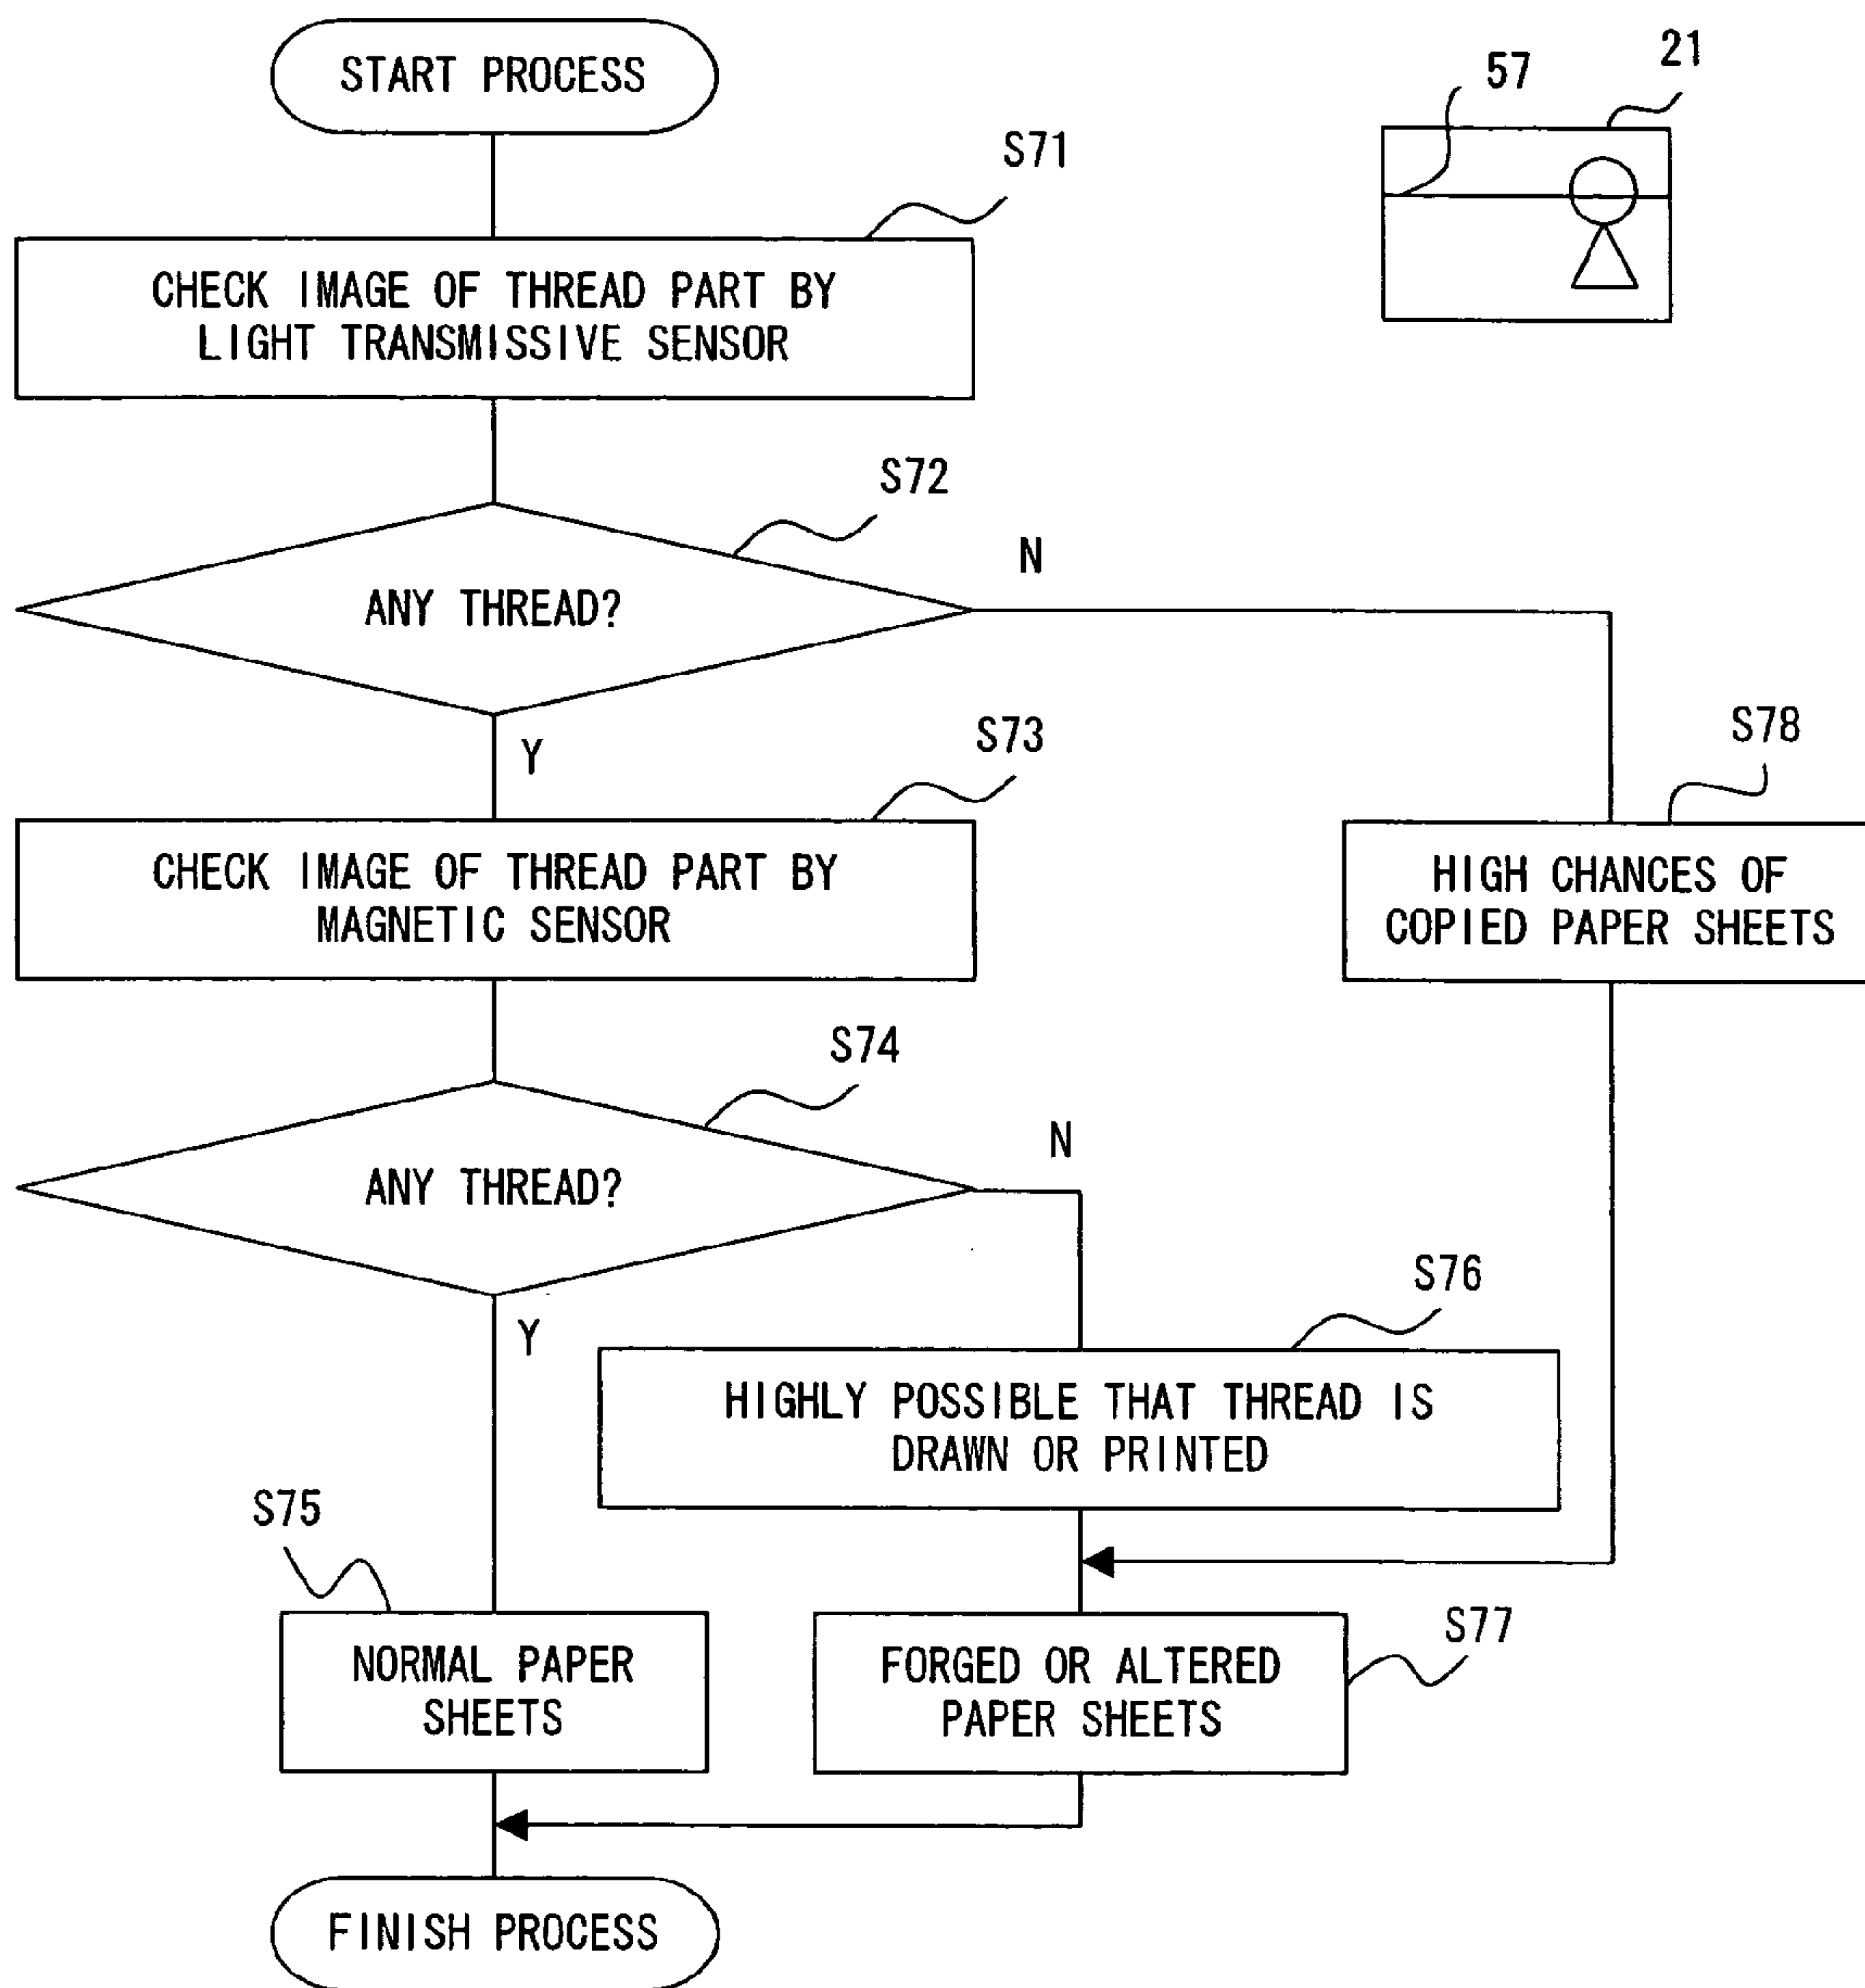 START PROCESS
21
57
S71
CHECK IMAGE OF THREAD PART BY
LIGHT TRANSMISSIVE SENSOR
S72
ANY THREAD?
N
Y
S73
CHECK IMAGE OF THREAD PART BY
MAGNETIC SENSOR
S78
HIGH CHANCES OF
COPIED PAPER SHEETS
S74
ANY THREAD?
N
Y
S76
HIGHLY POSSIBLE THAT THREAD IS
DRAWN OR PRINTED
S75
NORMAL PAPER
SHEETS
S77
FORGED OR ALTERED
PAPER SHEETS
FINISH PROCESS